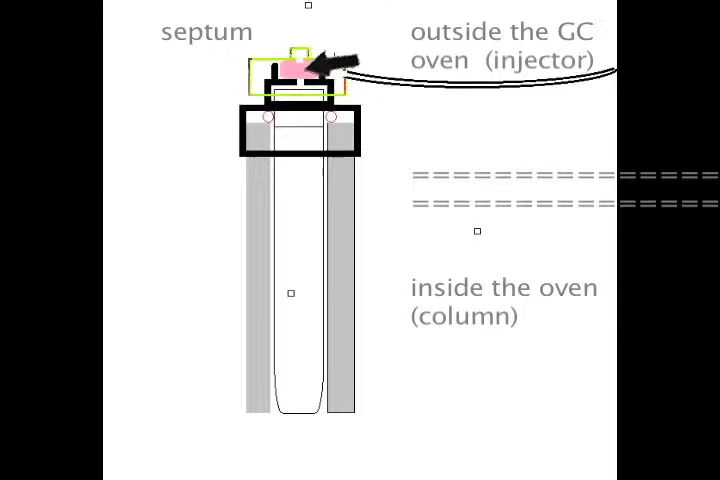 septum
outside the GC
oven (injector)
inside the oven
(column)